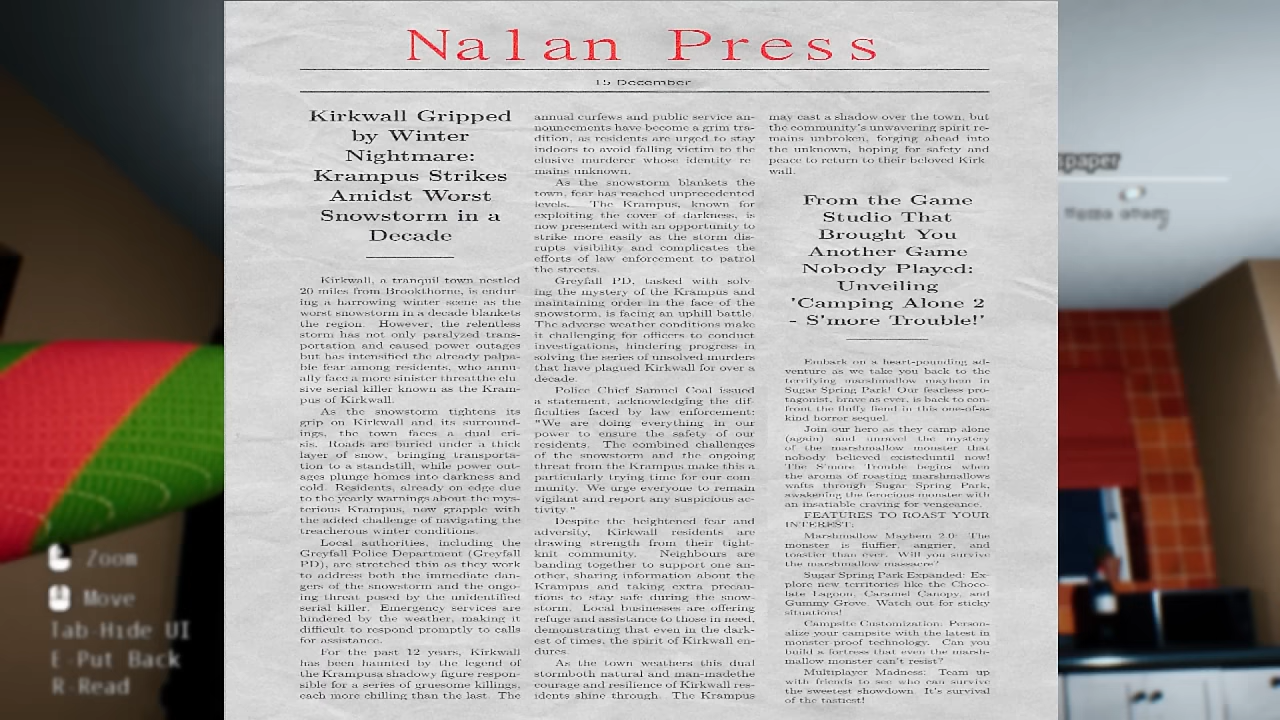 Nalan Press
15 December
Kirkwall Gripped
by Winter
Nightmare:
Krampus Strikes
Amidst Worst
Snowstorm in a
Decade
Kirkwall, a tranquil town nestled
20 miles from Brookthorne, is endur-
ing a harrowing winter scene as the
worst snowstorm in a decade blankets
the region. However, the relentless
storm has not only paralyzed trans-
portation and caused power outages
but has intensified the already palpa-
ble fear among residents, who annu-
ally face a more sinister threatthe elu-
sive serial killer known as the Kram-
pus of Kirkwall.
As the snowstorm tightens its
grip on Kirkwall and its surround-
ings, the town faces a dual cri-
sis. Roads are buried under a thick
layer of snow, bringing transporta-
tion to a standstill, while power out-
ages plunge homes into darkness and
cold. Residents, already on edge due
to the yearly warnings about the mys-
terious Krampus, now grapple with
the added challenge of navigating the
treacherous winter conditions.
Local authorities, including the
Greyfall Police Department (Greyfall
PD), are stretched thin as they work
to address both the immediate dan-
gers of the snowstorm and the ongo-
ing threat posed by the unidentified
serial killer. Emergency services are
hindered by the weather, making it
difficult to respond promptly to calls
for assistance.
For the past 12 years, Kirkwall
has been haunted by the legend of
the Krampusa shadowy figure respon-
sible for a series of gruesome killings,
each more chilling than the last. The
annual curfews and public service an-
nouncements have become a grim tra-
dition, as residents are urged to stay
indoors to avoid falling victim to the
elusive murderer whose identity re-
mains unknown.
As the snowstorm blankets the
town, fear has reached unprecedented
levels. The Krampus, known for
exploiting the cover of darkness, is
now presented with an opportunity to
strike more easily as the storm dis-
rupts visibility and complicates the
efforts of law enforcement to patrol
the streets.
Greyfall PD, tasked with solv-
ing the mystery of the Krampus and
maintaining order in the face of the
snowstorm, is facing an uphill battle.
The adverse weather conditions make
it challenging for officers to conduct
investigations, hindering progress in
solving the series of unsolved murders
that have plagued Kirkwall for over a
decade.
Police Chief Samuel Coal issued
a statement, acknowledging the dif-
ficulties faced by law enforcement:
"We are doing everything in our
power to ensure the safety of our
residents. The combined challenges
of the snowstorm and the ongoing
threat from the Krampus make this a
particularly trying time for our com-
munity. We urge everyone to remain
vigilant and report any suspicious ac-
tivity."
Despite the heightened fear and
adversity, Kirkwall residents are
drawing strength from their tight-
knit community. Neighbours are
banding together to support one an-
other, sharing information about the
Krampus and taking extra precau-
tions to stay safe during the snow-
storm. Local businesses are offering
refuge and assistance to those in need,
demonstrating that even in the dark-
est of times, the spirit of Kirkwall en-
dures.
As the town weathers this dual
stormboth natural and man-madethe
courage and resilience of Kirkwall res-
idents shine through. The Krampus
may cast a shadow over the town, but
the community's unwavering spirit re-
mains unbroken, forging ahead into
the unknown, hoping for safety and
peace to return to their beloved Kirk-
wall.
From the Game
Studio That
Brought You
Another Game
Nobody Played:
Unveiling
'Camping Alone 2
- S'more Trouble!'
Embark on a heart-pounding ad-
venture as we take you back to the
terrifying marshmallow mayhem in
Sugar Spring Park! Our fearless pro-
tagonist, brave as ever, is back to con-
front the fluffy fiend in this one-of-a-
kind horror sequel.
Join our hero as they camp alone
(again) and unravel the mystery
of the marshmallow monster that
nobody believed existeduntil now!
The S'more Trouble begins when
the aroma of roasting marshmallows
wafts through Sugar Spring Park,
awakening the ferocious monster with
an insatiable craving for vengeance.
FEATURES TO ROAST YOUR
INTEREST:
Marshmallow Mayhem 2.0: The
monster is fluffier, angrier, and
toastier than ever. Will you survive
the marshmallow massacre?
Sugar Spring Park Expanded: Ex-
plore new territories like the Choco-
late Lagoon, Caramel Canopy, and
Gummy Grove. Watch out for sticky
situations!
Campsite Customization: Person-
alize your campsite with the latest in
monster-proof technology. Can you
build a fortress that even the marsh-
mallow monster can't resist?
Multiplayer Madness: Team up
with friends to see who can survive
the sweetest showdown. It's survival
of the tastiest!
spaper
Zoom
Move
Tab-Hide UI
E-Put Back
R-Read